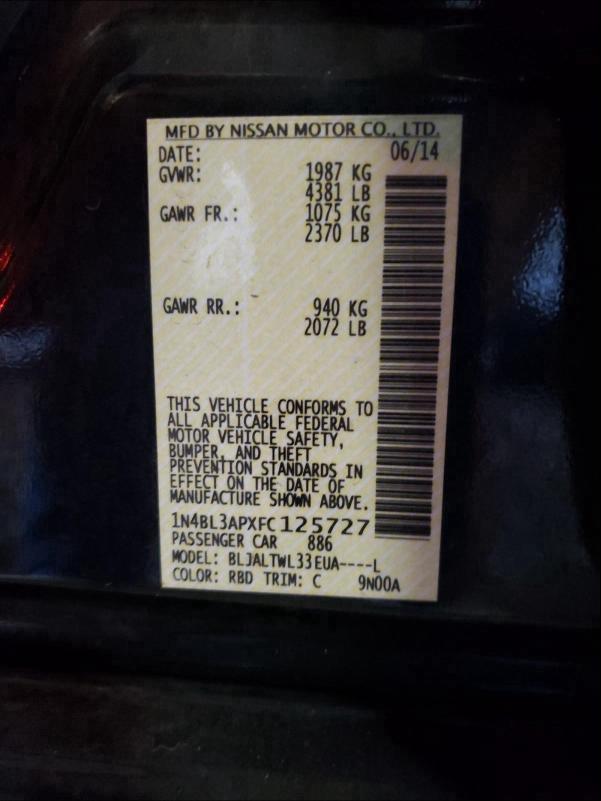 MFD BY NISSAN MOTOR CO., LTD.
DATE: 06/14
GVWR: 1987 KG
4381 LB
GAWR FR.: 1075 KG
2370 LB
GAWR RR.: 940 KG
2072 LB
THIS VEHICLE CONFORMS TO
ALL APPLICABLE FEDERAL
MOTOR VEHICLE SAFETY,
BUMPER, AND THEFT
PREVENTION STANDARDS IN
EFFECT ON THE DATE OF
MANUFACTURE SHOWN ABOVE.
1N4BL3APXFC125727
PASSENGER CAR 886
MODEL: BLJALTWL33EUA----L
COLOR: RBD TRIM: C 9N00A